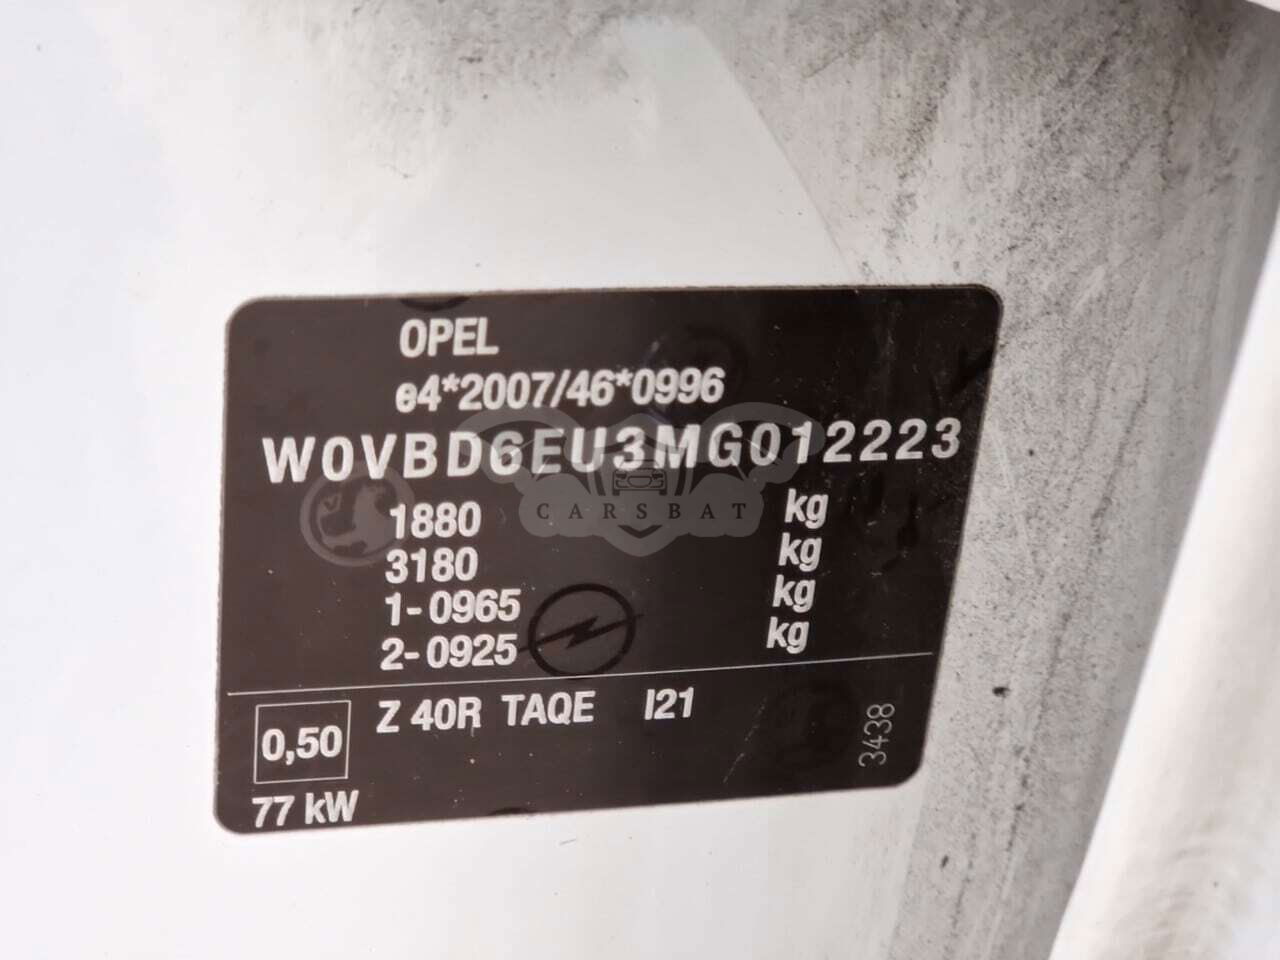 OPEL
e4*2007/46*0996
W0VBD6EU3MG012223
CARSBAT
1880 kg
3180 kg
1-0965 kg
2-0925 kg
0,50 Z 40R TAQE I21
77 kW
3438